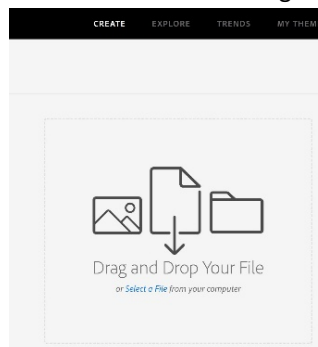 CREATE EXPLORE TRENDS MY THEM
Drag and Drop Your File
or Select a File from your computer